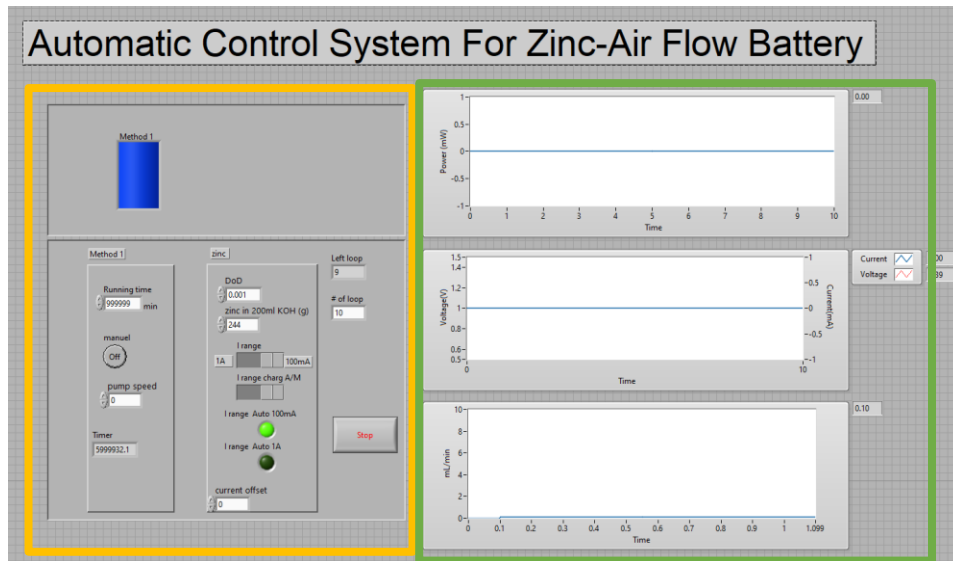 Automatic Control System For Zinc-Air Flow Battery
Method 1
Method 1
Running time
999999 min
manuel
Off
pump speed
0
Timer
5999932.1
zinc
DoD
0.001
zinc in 200ml KOH (g)
244
I range
1A 100mA
I range charg A/M
I range Auto 100mA
I range Auto 1A
current offset
0
Left loop
9
# of loop
10
Stop
0.00
Power (mW)
1
0.5
0
-0.5
-1
0 1 2 3 4 5 6 7 8 9 10
Time
Voltage(V)
1.5
1.4
1.2
1
0.8
0.6
0.5
1
0.5
0
-0.5
-1
Current(mA)
0 10
Time
Current
Voltage
0.10
mL/min
10
8
6
4
2
0
0 0.1 0.2 0.3 0.4 0.5 0.6 0.7 0.8 0.9 1 1.099
Time